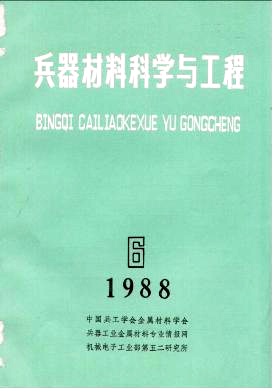 兵器材料科学与工程
BINGQI CAILIAOKEXUE YU GONGCHENG
6
1988
中国兵工学会金属材料学会
兵器工业金属材料专业情报网
机械电子工业部第五二研究所